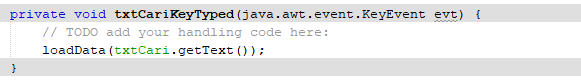 private void txtCariKeyTyped(java.awt.event.KeyEvent evt) {
// TODO add your handling code here:
loadData(txtCari.getText());
}